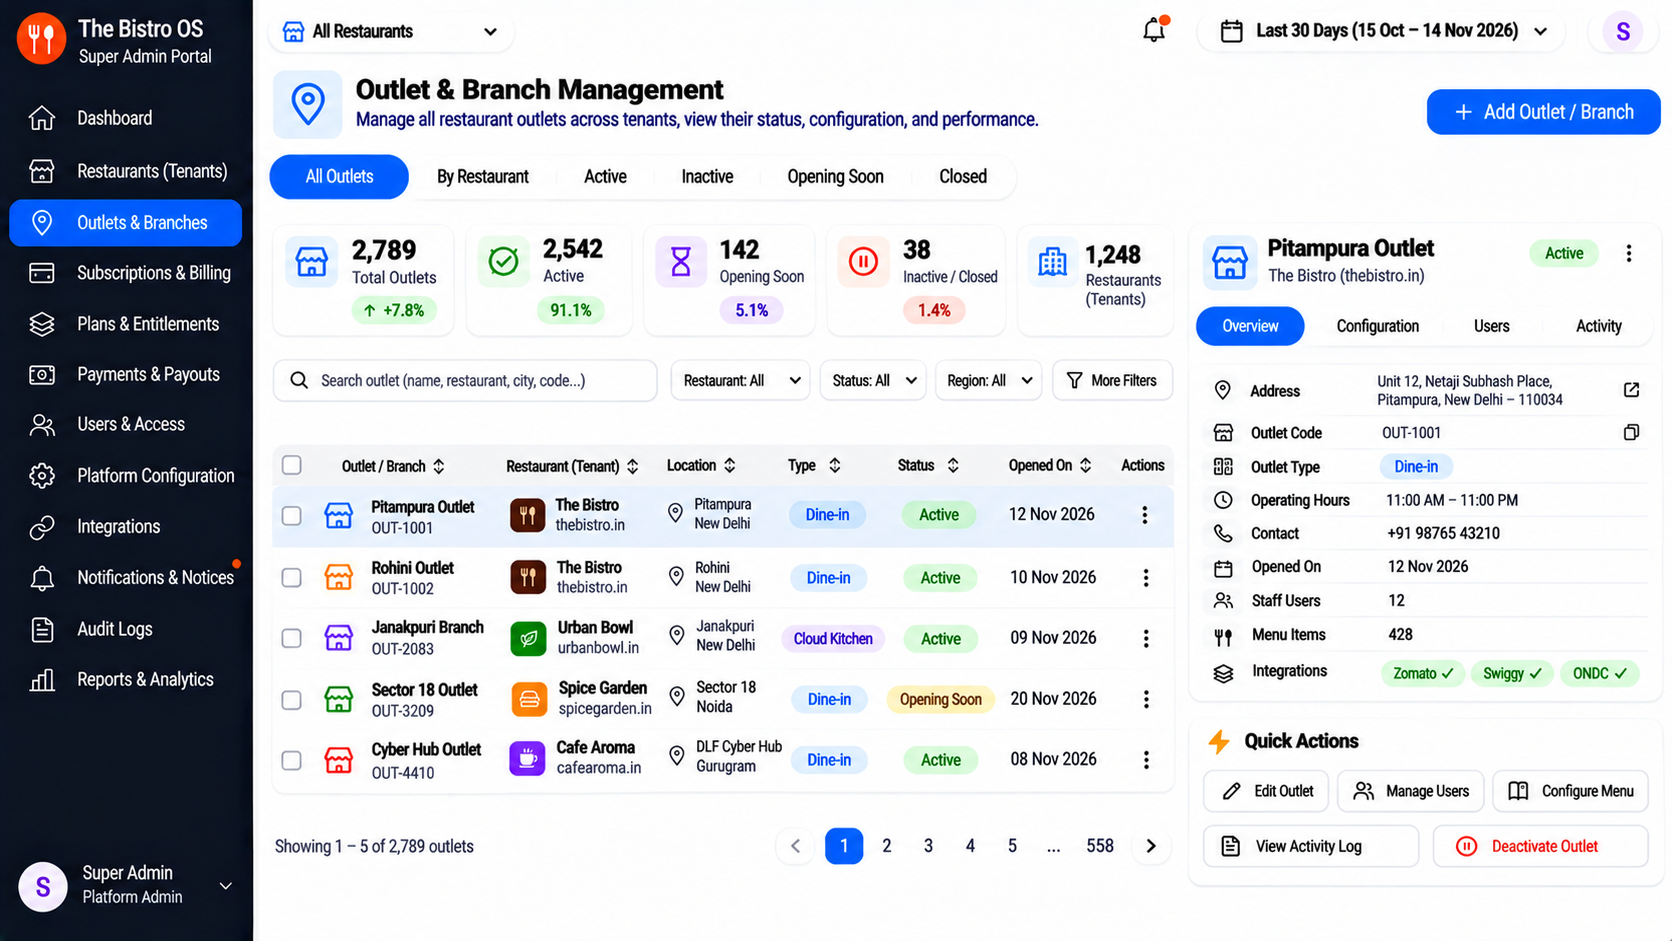 The Bistro OS
Super Admin Portal
Dashboard
Restaurants (Tenants)
Outlets & Branches
Subscriptions & Billing
Plans & Entitlements
Payments & Payouts
Users & Access
Platform Configuration
Integrations
Notifications & Notices
Audit Logs
Reports & Analytics
S
Super Admin
Platform Admin
All Restaurants
Last 30 Days (15 Oct – 14 Nov 2026)
S
Outlet & Branch Management
Manage all restaurant outlets across tenants, view their status, configuration, and performance.
+ Add Outlet / Branch
All Outlets By Restaurant Active Inactive Opening Soon Closed
2,789
Total Outlets
↑ +7.8%
2,542
Active
91.1%
142
Opening Soon
5.1%
38
Inactive / Closed
1.4%
1,248
Restaurants
(Tenants)
Search outlet (name, restaurant, city, code...)
Restaurant: All
Status: All
Region: All
More Filters
Outlet / Branch Restaurant (Tenant) Location Type Status Opened On Actions
Pitampura Outlet
OUT-1001
The Bistro
thebistro.in
Pitampura
New Delhi
Dine-in
Active
12 Nov 2026
Rohini Outlet
OUT-1002
The Bistro
thebistro.in
Rohini
New Delhi
Dine-in
Active
10 Nov 2026
Janakpuri Branch
OUT-2083
Urban Bowl
urbanbowl.in
Janakpuri
New Delhi
Cloud Kitchen
Active
09 Nov 2026
Sector 18 Outlet
OUT-3209
Spice Garden
spicegarden.in
Sector 18
Noida
Dine-in
Opening Soon
20 Nov 2026
Cyber Hub Outlet
OUT-4410
Cafe Aroma
cafearoma.in
DLF Cyber Hub
Gurugram
Dine-in
Active
08 Nov 2026
Showing 1 – 5 of 2,789 outlets
1 2 3 4 5 ... 558
Pitampura Outlet
The Bistro (thebistro.in)
Active
Overview Configuration Users Activity
Address
Unit 12, Netaji Subhash Place,
Pitampura, New Delhi – 110034
Outlet Code OUT-1001
Outlet Type Dine-in
Operating Hours 11:00 AM – 11:00 PM
Contact +91 98765 43210
Opened On 12 Nov 2026
Staff Users 12
Menu Items 428
Integrations Zomato ✓ Swiggy ✓ ONDC ✓
Quick Actions
Edit Outlet
Manage Users
Configure Menu
View Activity Log
Deactivate Outlet